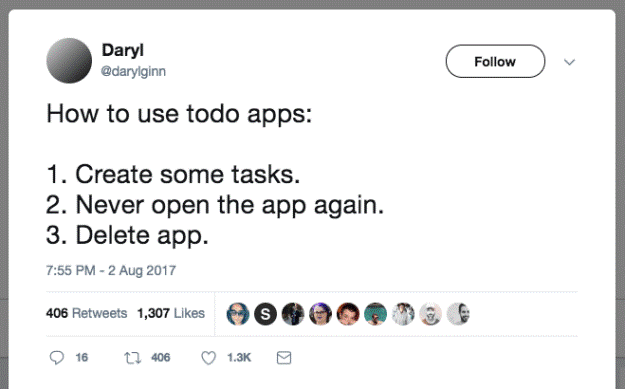 Daryl
@darylginn
Follow
How to use todo apps:
1. Create some tasks.
2. Never open the app again.
3. Delete app.
7:55 PM - 2 Aug 2017
406 Retweets 1,307 Likes
S
16 406 1.3K